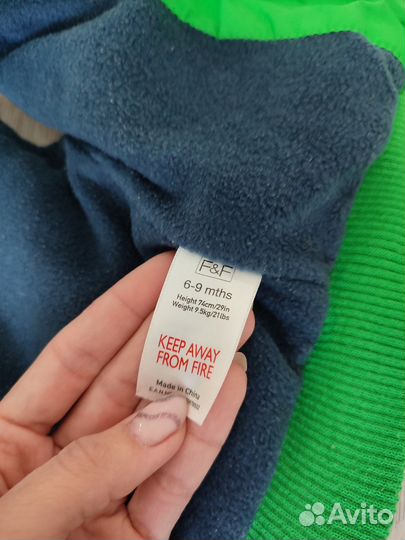 F&F
6-9 mths
Height 74cm/29in
Weight 9.5kg/21lbs
KEEP AWAY
FROM FIRE
Made in China
Avito